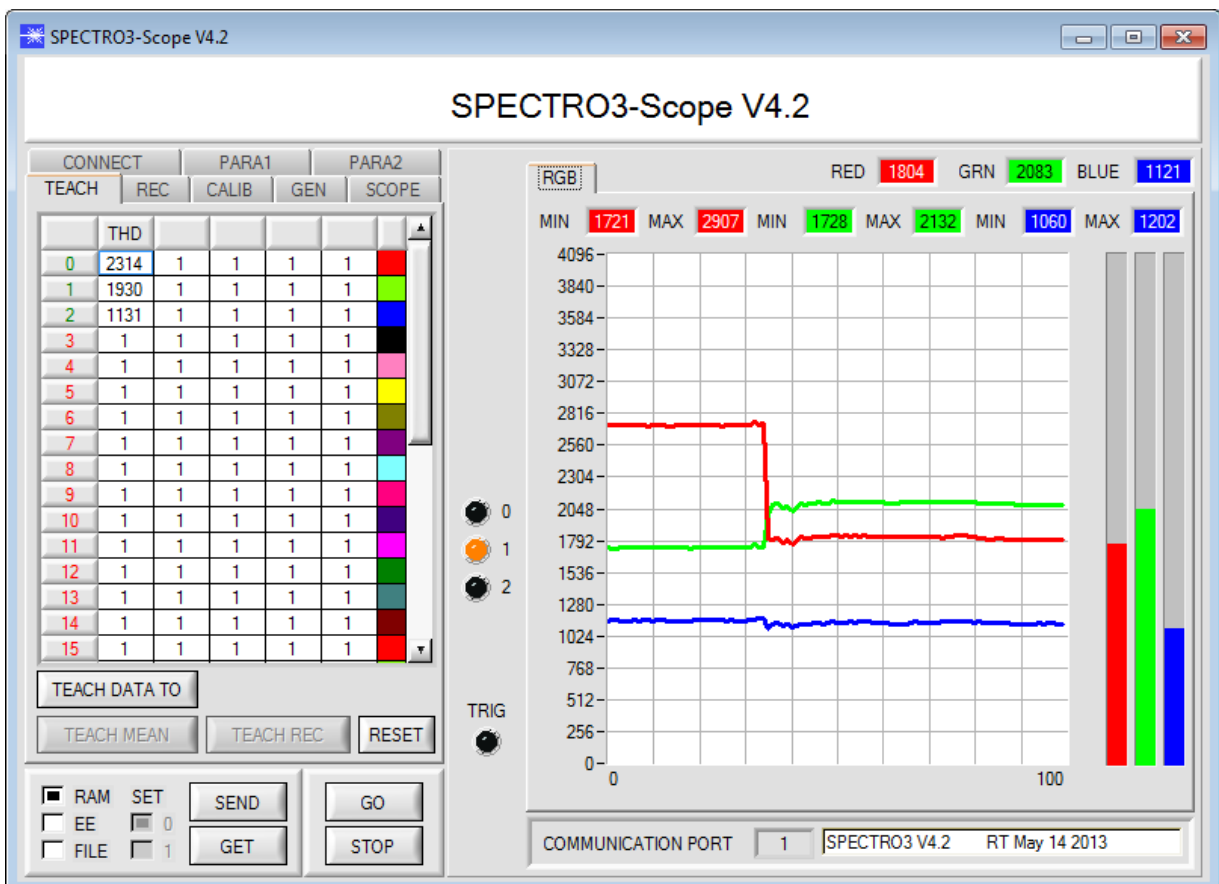 SPECTRO3-Scope V4.2
SPECTRO3-Scope V4.2
CONNECT PARA1 PARA2
TEACH REC CALIB GEN SCOPE
THD
0 2314 1 1 1 1
1 1930 1 1 1 1
2 1131 1 1 1 1
3 1 1 1 1 1
4 1 1 1 1 1
5 1 1 1 1 1
6 1 1 1 1 1
7 1 1 1 1 1
8 1 1 1 1 1
9 1 1 1 1 1
10 1 1 1 1 1
11 1 1 1 1 1
12 1 1 1 1 1
13 1 1 1 1 1
14 1 1 1 1 1
15 1 1 1 1 1
TEACH DATA TO
TEACH MEAN TEACH REC RESET
RAM SET SEND GO
EE 0
FILE 1 GET STOP
0
1
2
TRIG
RGB RED 1804 GRN 2083 BLUE 1121
MIN 1721 MAX 2907 MIN 1728 MAX 2132 MIN 1060 MAX 1202
4096
3840
3584
3328
3072
2816
2560
2304
2048
1792
1536
1280
1024
768
512
256
0
0 100
COMMUNICATION PORT 1 SPECTRO3 V4.2 RT May 14 2013